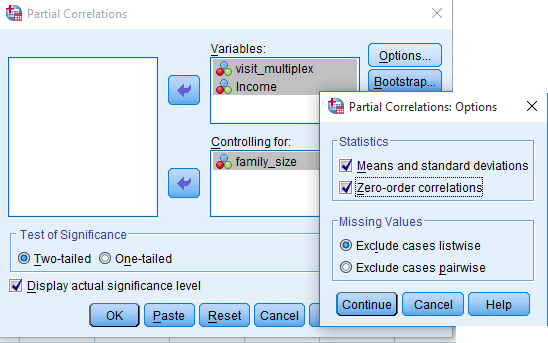 Partial Correlations
Variables:
visit_multiplex
Income
Options...
Bootstrap...
Controlling for:
family_size
Test of Significance
Two-tailed
One-tailed
Display actual significance level
OK
Paste
Reset
Cancel
Partial Correlations: Options
Statistics
Means and standard deviations
Zero-order correlations
Missing Values
Exclude cases listwise
Exclude cases pairwise
Continue
Cancel
Help